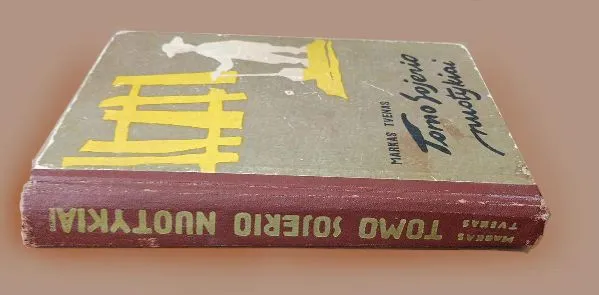 MARKAS TVENAS
Tomo Sojerio
nuotykiai
MARKAS
TVENAS
TOMO SOJERIO NUOTYKIAI